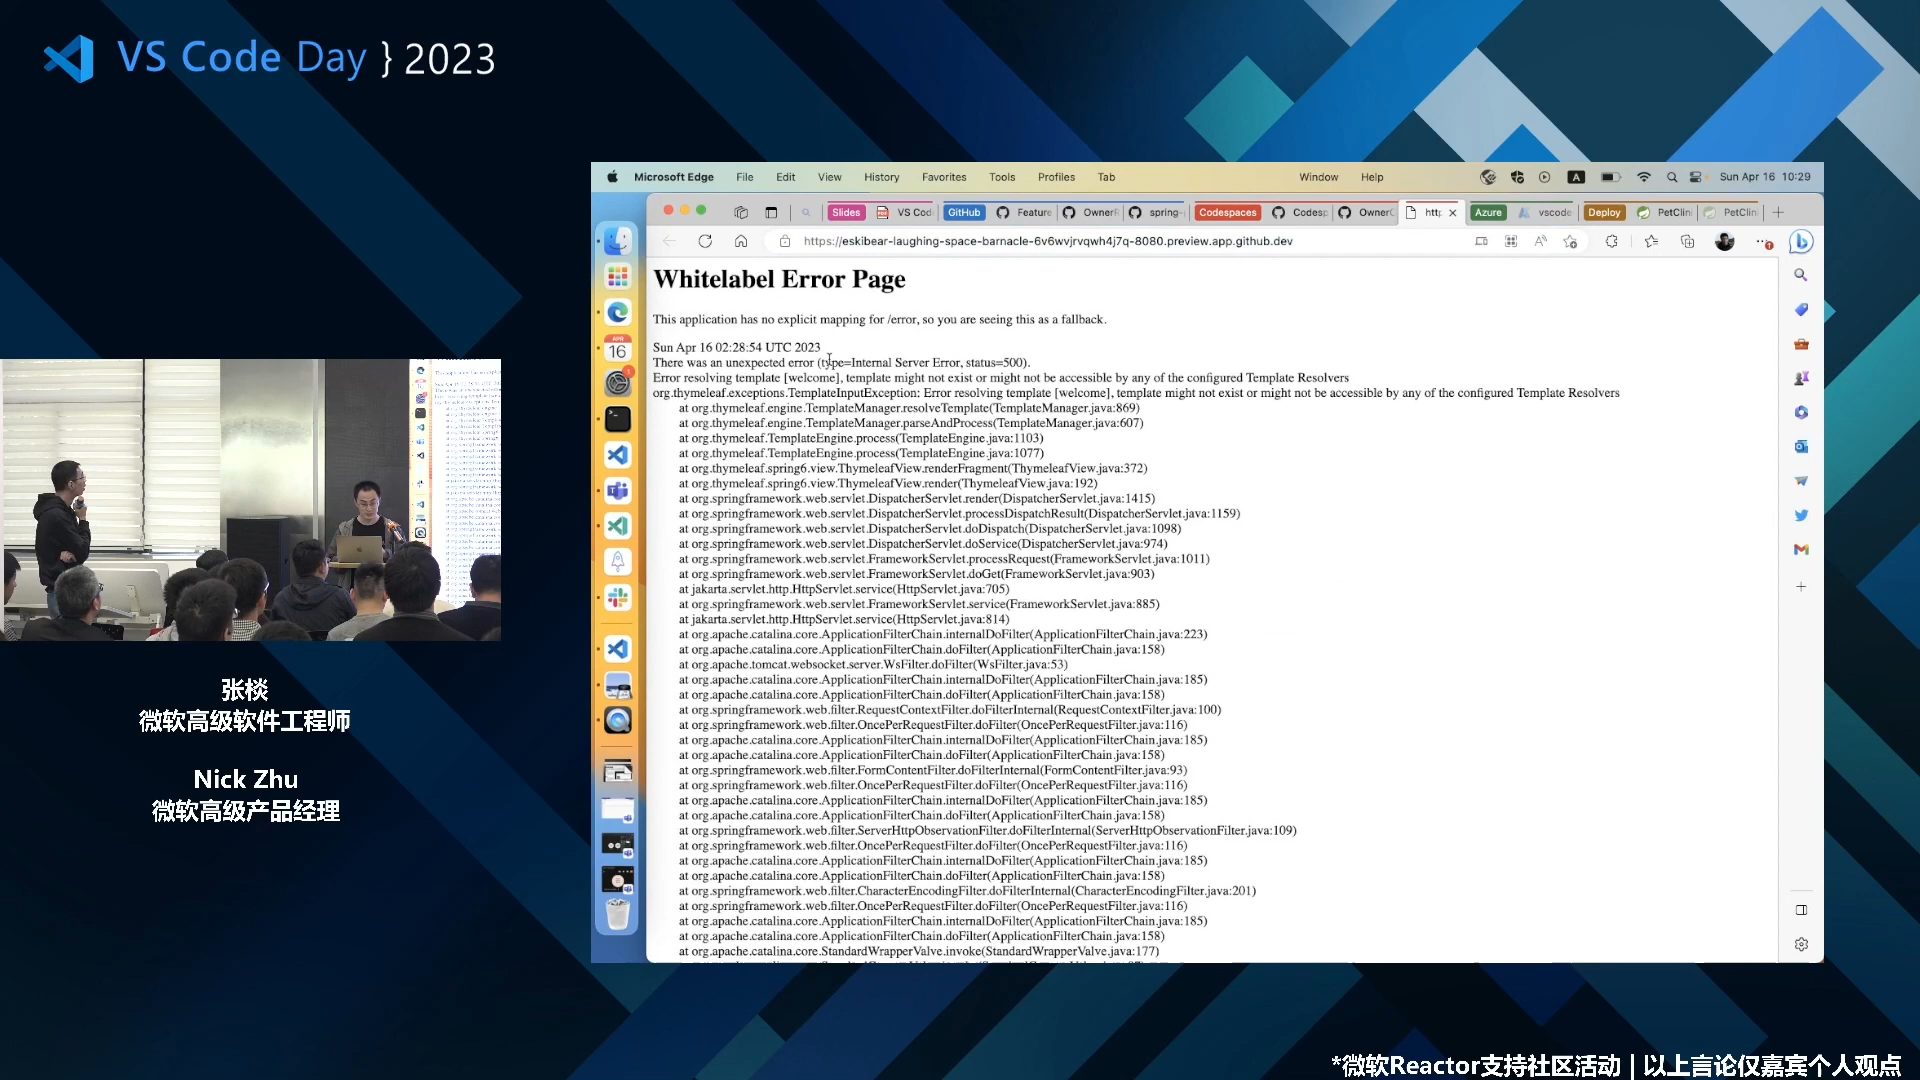 VS Code Day } 2023
Microsoft Edge File Edit View History Favorites Tools Profiles Tab Window Help A Sun Apr 16 10:29
Slides VS Cod GitHub Feature Owner spring- Codespaces Codesp Owner http Azure vscode Deploy PetClini PetClini
https://eskibear-laughing-space-barnacle-6v6wvjrvqwh4j7q-8080.preview.app.github.dev
Whitelabel Error Page
This application has no explicit mapping for /error, so you are seeing this as a fallback.
Sun Apr 16 02:28:54 UTC 2023
There was an unexpected error (type=Internal Server Error, status=500).
Error resolving template [welcome], template might not exist or might not be accessible by any of the configured Template Resolvers
org.thymeleaf.exceptions.TemplateInputException: Error resolving template [welcome], template might not exist or might not be accessible by any of the configured Template Resolvers
at org.thymeleaf.engine.TemplateManager.resolveTemplate(TemplateManager.java:869)
at org.thymeleaf.engine.TemplateManager.parseAndProcess(TemplateManager.java:607)
at org.thymeleaf.TemplateEngine.process(TemplateEngine.java:1103)
at org.thymeleaf.TemplateEngine.process(TemplateEngine.java:1077)
at org.thymeleaf.spring6.view.ThymeleafView.renderFragment(ThymeleafView.java:372)
at org.thymeleaf.spring6.view.ThymeleafView.render(ThymeleafView.java:192)
at org.springframework.web.servlet.DispatcherServlet.render(DispatcherServlet.java:1415)
at org.springframework.web.servlet.DispatcherServlet.processDispatchResult(DispatcherServlet.java:1159)
at org.springframework.web.servlet.DispatcherServlet.doDispatch(DispatcherServlet.java:1098)
at org.springframework.web.servlet.DispatcherServlet.doService(DispatcherServlet.java:974)
at org.springframework.web.servlet.FrameworkServlet.processRequest(FrameworkServlet.java:1011)
at org.springframework.web.servlet.FrameworkServlet.doGet(FrameworkServlet.java:903)
at jakarta.servlet.http.HttpServlet.service(HttpServlet.java:705)
at org.springframework.web.servlet.FrameworkServlet.service(FrameworkServlet.java:885)
at jakarta.servlet.http.HttpServlet.service(HttpServlet.java:814)
at org.apache.catalina.core.ApplicationFilterChain.internalDoFilter(ApplicationFilterChain.java:223)
at org.apache.catalina.core.ApplicationFilterChain.doFilter(ApplicationFilterChain.java:158)
at org.apache.tomcat.websocket.server.WsFilter.doFilter(WsFilter.java:53)
at org.apache.catalina.core.ApplicationFilterChain.internalDoFilter(ApplicationFilterChain.java:185)
at org.apache.catalina.core.ApplicationFilterChain.doFilter(ApplicationFilterChain.java:158)
at org.springframework.web.filter.RequestContextFilter.doFilterInternal(RequestContextFilter.java:100)
at org.springframework.web.filter.OncePerRequestFilter.doFilter(OncePerRequestFilter.java:116)
at org.apache.catalina.core.ApplicationFilterChain.internalDoFilter(ApplicationFilterChain.java:185)
at org.apache.catalina.core.ApplicationFilterChain.doFilter(ApplicationFilterChain.java:158)
at org.springframework.web.filter.FormContentFilter.doFilterInternal(FormContentFilter.java:93)
at org.springframework.web.filter.OncePerRequestFilter.doFilter(OncePerRequestFilter.java:116)
at org.apache.catalina.core.ApplicationFilterChain.internalDoFilter(ApplicationFilterChain.java:185)
at org.apache.catalina.core.ApplicationFilterChain.doFilter(ApplicationFilterChain.java:158)
at org.springframework.web.filter.ServerHttpObservationFilter.doFilterInternal(ServerHttpObservationFilter.java:109)
at org.springframework.web.filter.OncePerRequestFilter.doFilter(OncePerRequestFilter.java:116)
at org.apache.catalina.core.ApplicationFilterChain.internalDoFilter(ApplicationFilterChain.java:185)
at org.apache.catalina.core.ApplicationFilterChain.doFilter(ApplicationFilterChain.java:158)
at org.springframework.web.filter.CharacterEncodingFilter.doFilterInternal(CharacterEncodingFilter.java:201)
at org.springframework.web.filter.OncePerRequestFilter.doFilter(OncePerRequestFilter.java:116)
at org.apache.catalina.core.ApplicationFilterChain.internalDoFilter(ApplicationFilterChain.java:185)
at org.apache.catalina.core.ApplicationFilterChain.doFilter(ApplicationFilterChain.java:158)
at org.apache.catalina.core.StandardWrapperValve.invoke(StandardWrapperValve.java:177)
APR
16
张棪
微软高级软件工程师
Nick Zhu
微软高级产品经理
*微软Reactor支持社区活动 | 以上言论仅嘉宾个人观点